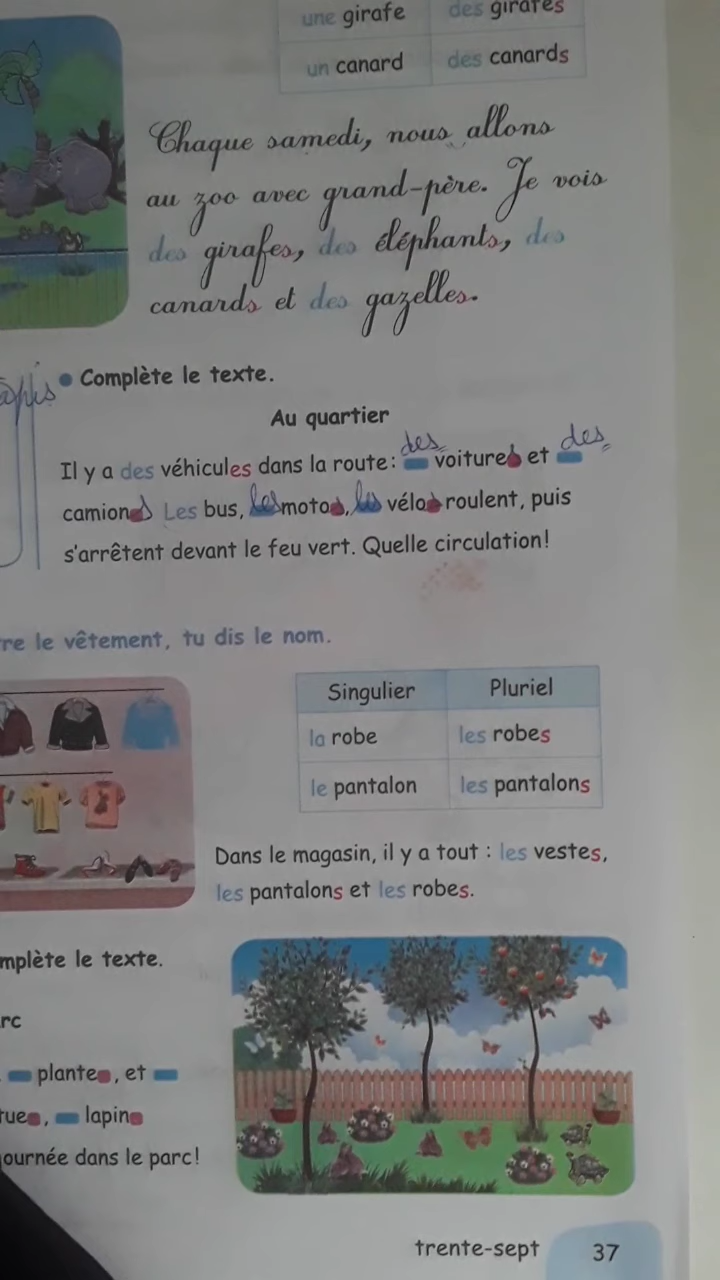 une girafe des girafes
un canard des canards
Chaque samedi, nous allons
au zoo avec grand-père. Je vois
des girafes, des éléphants, des
canards et des gazelles.
• Complète le texte.
Au quartier
des des
Il y a des véhicules dans la route: voitures et
camions Les bus, les motos, les vélos roulent, puis
s'arrêtent devant le feu vert. Quelle circulation!
re le vêtement, tu dis le nom.
Singulier Pluriel
la robe les robes
le pantalon les pantalons
Dans le magasin, il y a tout : les vestes,
les pantalons et les robes.
mplète le texte.
rc
plante , et
tue , lapin
ournée dans le parc!
trente-sept 37